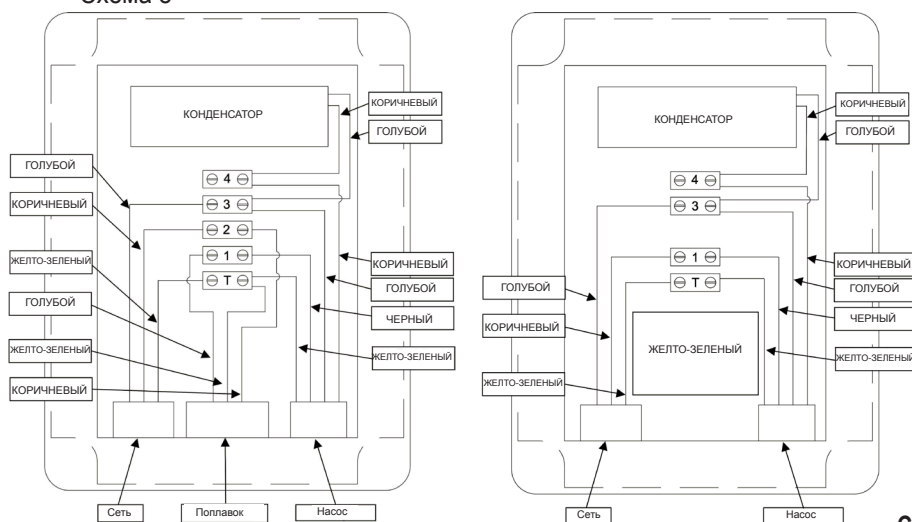 КОНДЕНСАТОР
КОРИЧНЕВЫЙ
ГОЛУБОЙ
ГОЛУБОЙ
КОРИЧНЕВЫЙ
ЖЕЛТО-ЗЕЛЕНЫЙ
ГОЛУБОЙ
ЖЕЛТО-ЗЕЛЕНЫЙ
КОРИЧНЕВЫЙ
4
3
2
1
T
КОРИЧНЕВЫЙ
ГОЛУБОЙ
ЧЕРНЫЙ
ЖЕЛТО-ЗЕЛЕНЫЙ
Сеть
Поплавок
Насос
КОНДЕНСАТОР
КОРИЧНЕВЫЙ
ГОЛУБОЙ
4
3
1
T
ГОЛУБОЙ
КОРИЧНЕВЫЙ
ЖЕЛТО-ЗЕЛЕНЫЙ
ЖЕЛТО-ЗЕЛЕНЫЙ
КОРИЧНЕВЫЙ
ГОЛУБОЙ
ЧЕРНЫЙ
ЖЕЛТО-ЗЕЛЕНЫЙ
Сеть
Насос